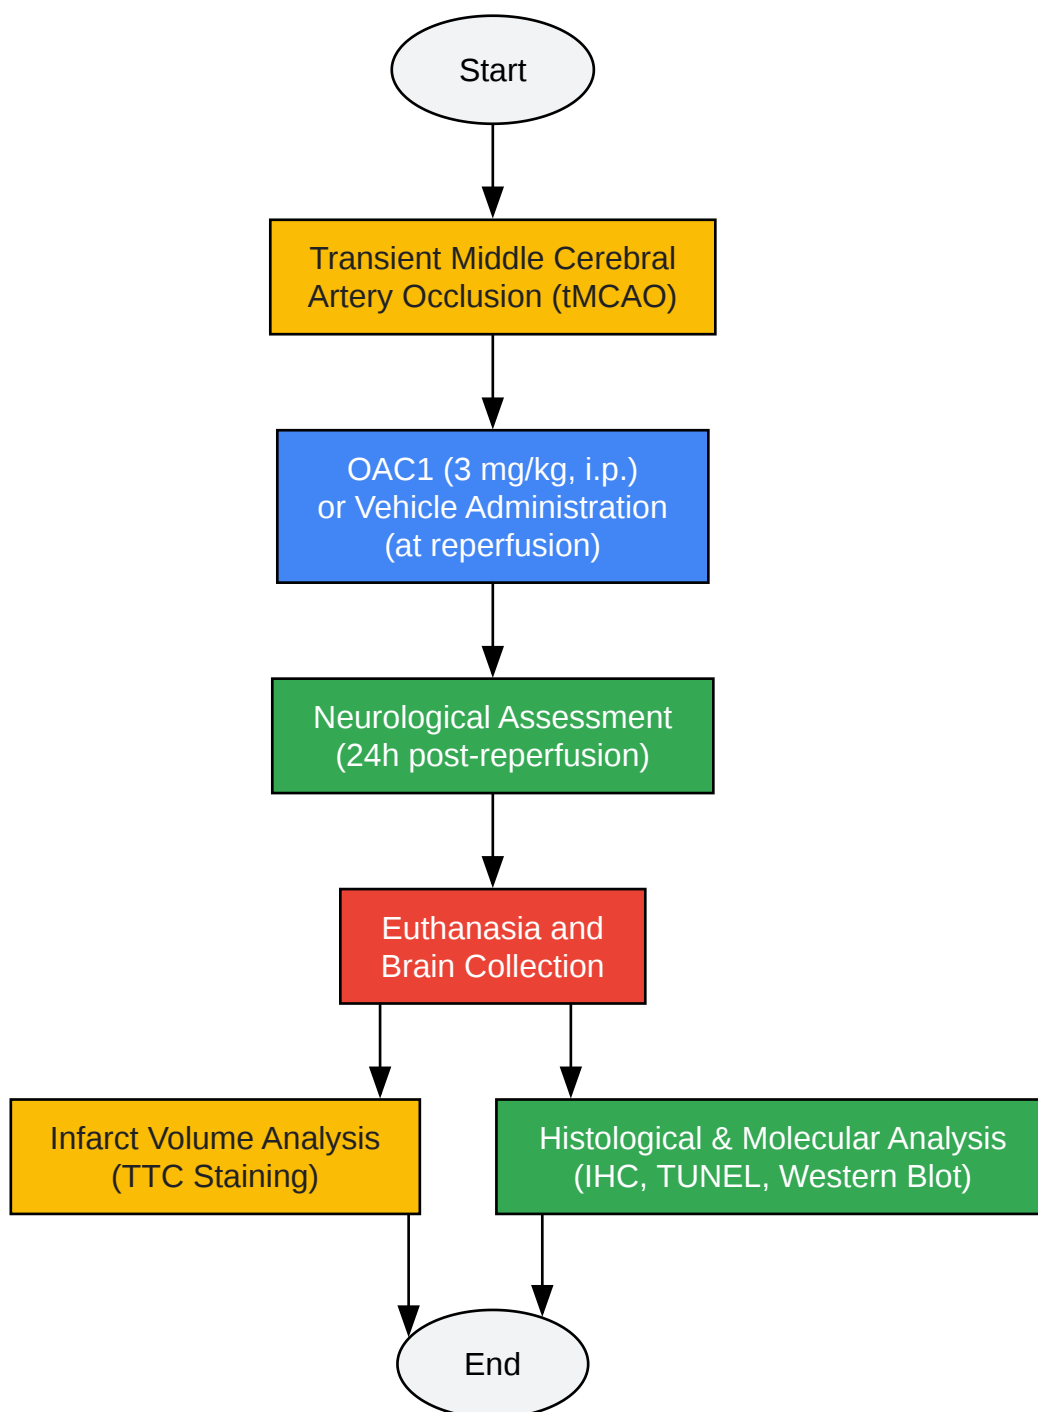 Start
Transient Middle Cerebral
Artery Occlusion (tMCAO)
OAC1 (3 mg/kg, i.p.)
or Vehicle Administration
(at reperfusion)
Neurological Assessment
(24h post-reperfusion)
Euthanasia and
Brain Collection
Infarct Volume Analysis
(TTC Staining)
Histological & Molecular Analysis
(IHC, TUNEL, Western Blot)
End